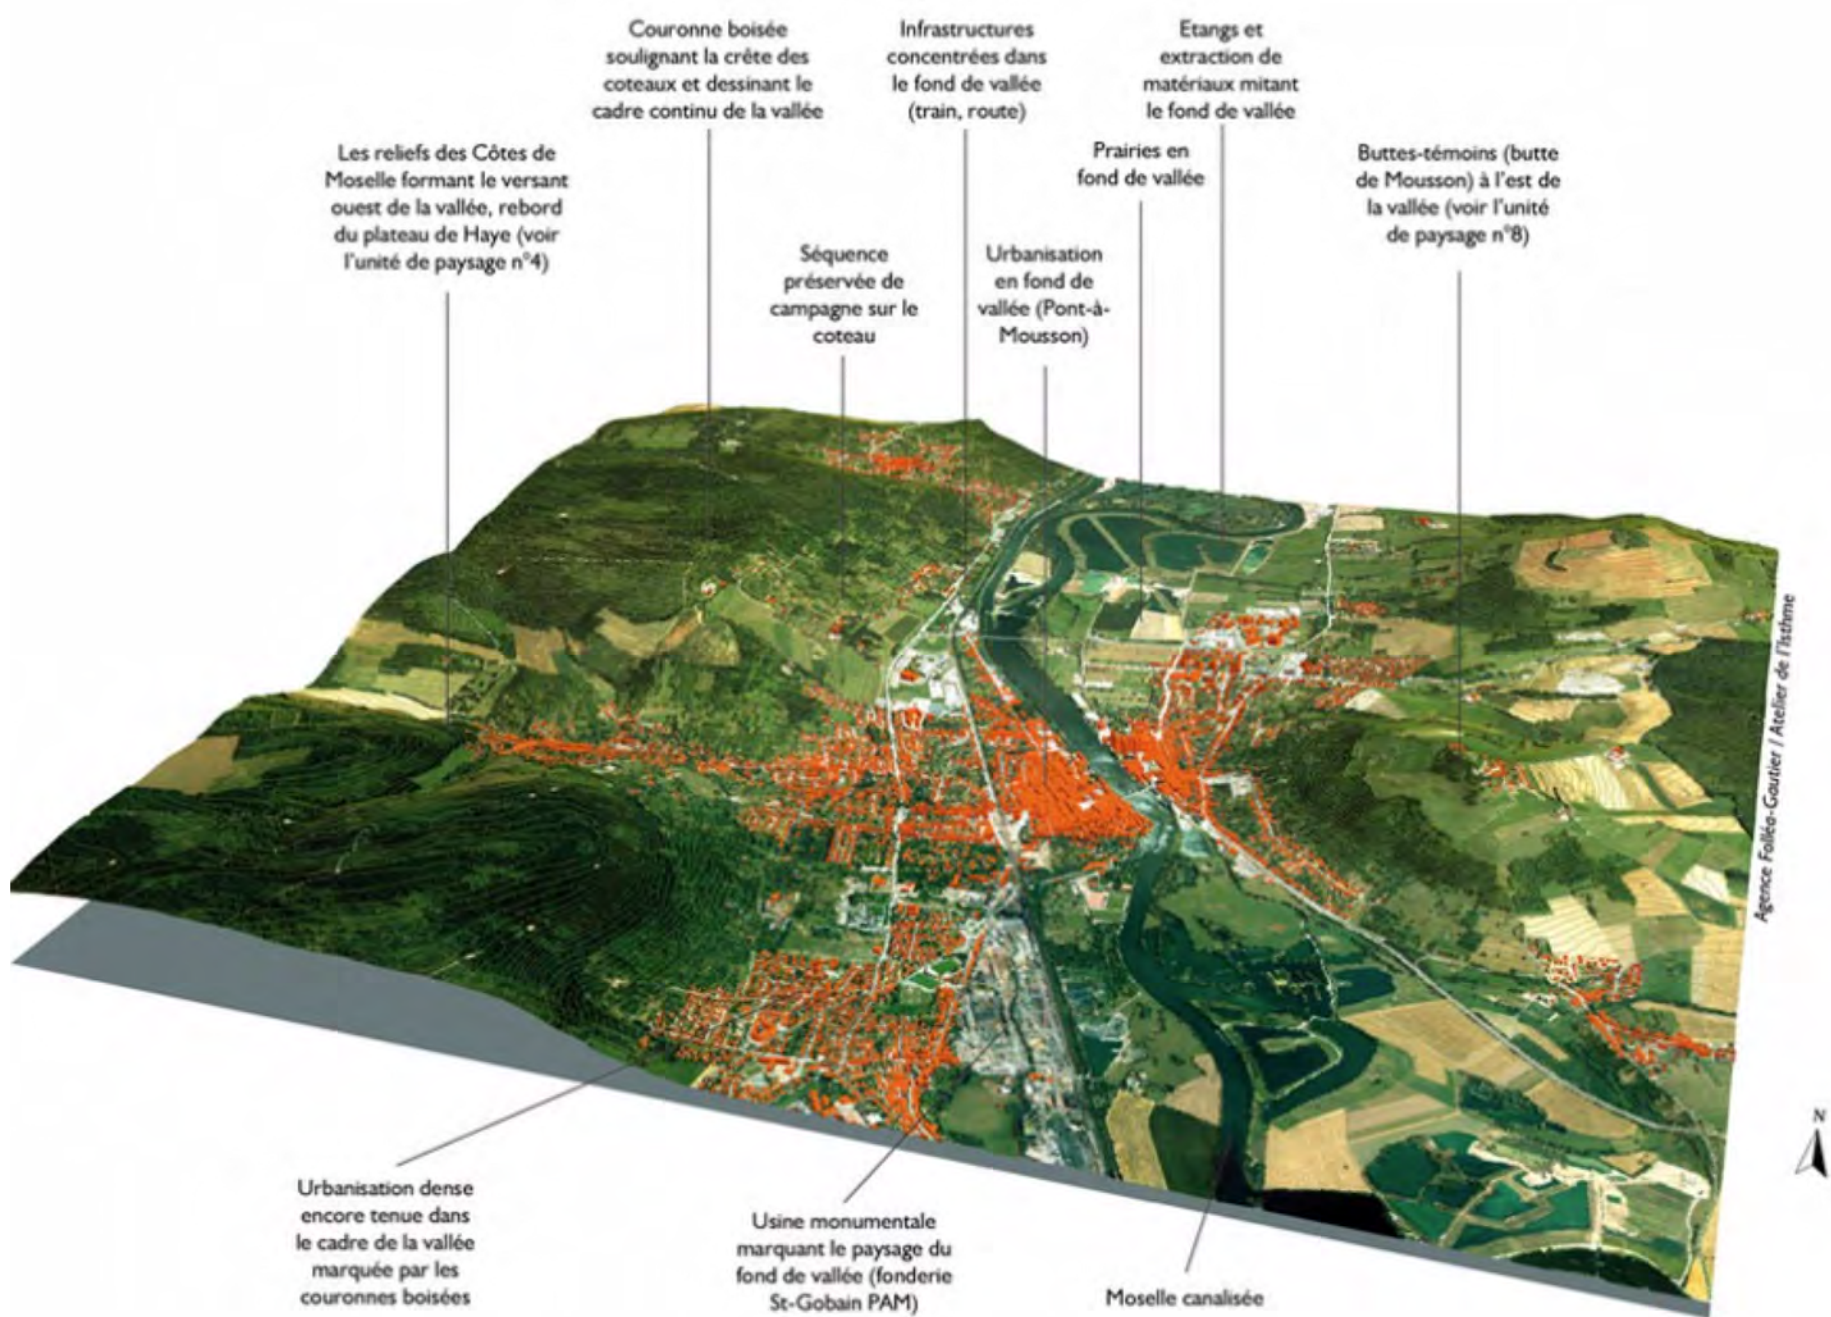 Couronne boisée
soulignant la crête des
coteaux et dessinant le
cadre continu de la vallée
Infrastructures
concentrées dans
le fond de vallée
(train, route)
Etangs et
extraction de
matériaux mitant
le fond de vallée
Les reliefs des Côtes de
Moselle formant le versant
ouest de la vallée, rebord
du plateau de Haye (voir
l'unité de paysage n°4)
Prairies en
fond de vallée
Buttes-témoins (butte
de Mousson) à l'est de
la vallée (voir l'unité
de paysage n°8)
Séquence
préservée de
campagne sur le
coteau
Urbanisation
en fond de
vallée (Pont-à-
Mousson)
Agence Folléa-Gautier / Atelier de l'Isthme
N
Urbanisation dense
encore tenue dans
le cadre de la vallée
marquée par les
couronnes boisées
Usine monumentale
marquant le paysage du
fond de vallée (fonderie
St-Gobain PAM)
Moselle canalisée